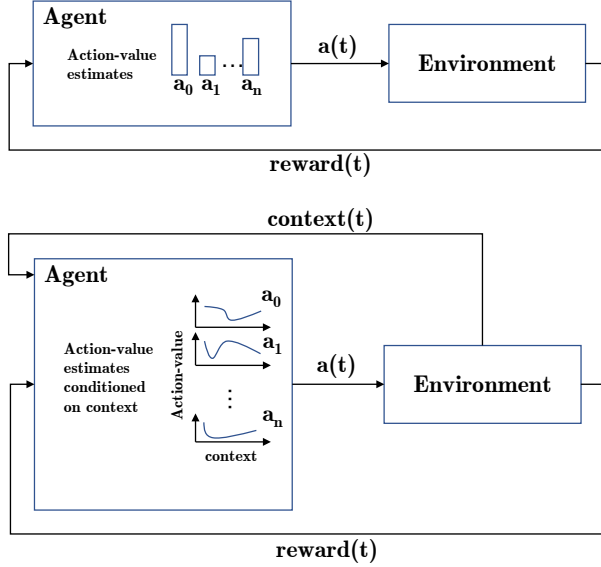 Agent
Action-value
estimates
a0 a1 ... an
a(t)
Environment
reward(t)
context(t)
Agent
Action-value
estimates
conditioned
on context
Action-value
a0
a1
...
an
context
a(t)
Environment
reward(t)